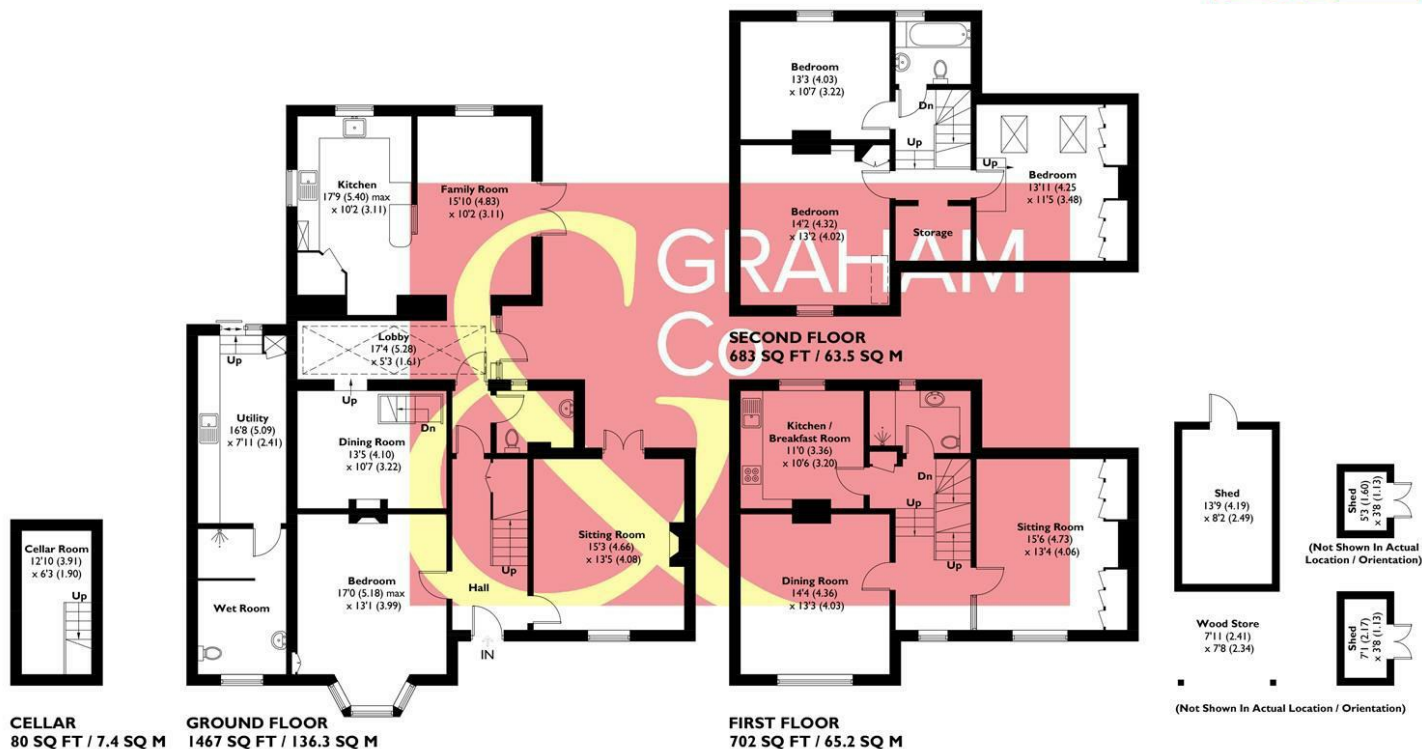 Bedroom
13'3 (4.03)
x 10'7 (3.22)
Dn
Up
Bedroom
14'2 (4.32)
x 13'2 (4.02)
Storage
Up
Bedroom
13'11 (4.25
x 11'5 (3.48)
SECOND FLOOR
683 SQ FT / 63.5 SQ M
GRAHAM
&
Co
Kitchen
17'9 (5.40) max
x 10'2 (3.11)
Family Room
15'10 (4.83)
x 10'2 (3.11)
Lobby
17'4 (5.28)
x 5'3 (1.61)
Up
Utility
16'8 (5.09)
x 7'11 (2.41)
Up
Dining Room
13'5 (4.10)
x 10'7 (3.22)
Dn
Sitting Room
15'3 (4.66)
x 13'5 (4.08)
Wet Room
Bedroom
17'0 (5.18) max
x 13'1 (3.99)
Hall
Up
IN
Cellar Room
12'10 (3.91)
x 6'3 (1.90)
Up
CELLAR
80 SQ FT / 7.4 SQ M
GROUND FLOOR
1467 SQ FT / 136.3 SQ M
Kitchen /
Breakfast Room
11'0 (3.36)
x 10'6 (3.20)
Dn
Up
Up
Sitting Room
15'6 (4.73)
x 13'4 (4.06)
Dining Room
14'4 (4.36)
x 13'3 (4.03)
FIRST FLOOR
702 SQ FT / 65.2 SQ M
Shed
13'9 (4.19)
x 8'2 (2.49)
Shed
5'3 (1.60)
x 3'8 (1.13)
(Not Shown In Actual
Location / Orientation)
Wood Store
7'11 (2.41)
x 7'8 (2.34)
Shed
7'1 (2.17)
x 3'8 (1.13)
(Not Shown In Actual Location / Orientation)